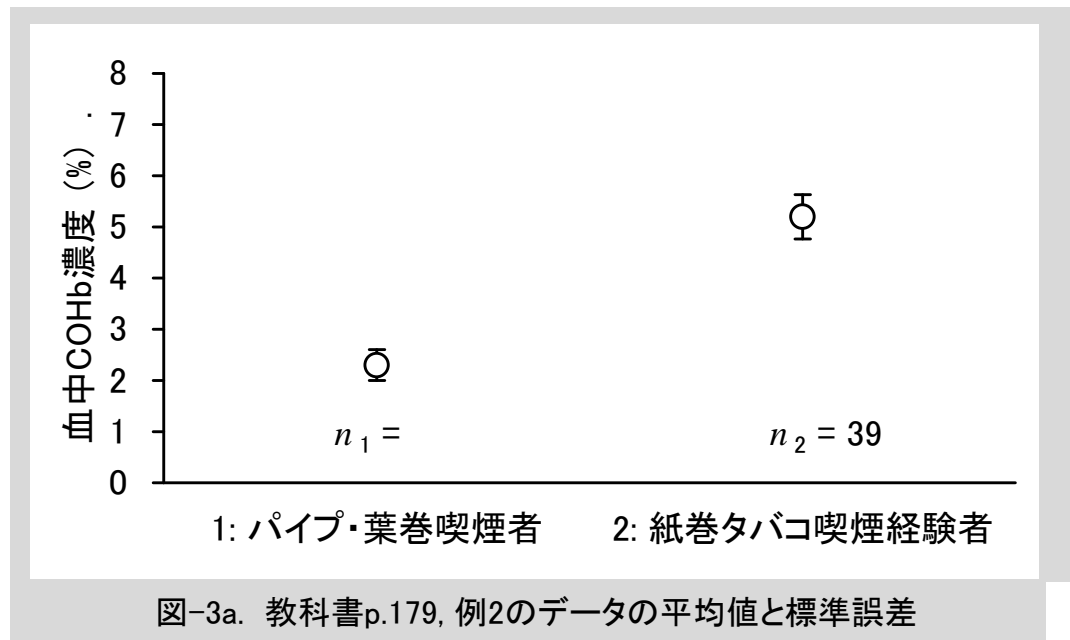 8
7
6
5
4
3
2
1
0
血中COHb濃度 (%) .
n 1 =
n 2 = 39
1: パイプ・葉巻喫煙者
2: 紙巻タバコ喫煙経験者
図-3a. 教科書p.179, 例2のデータの平均値と標準誤差